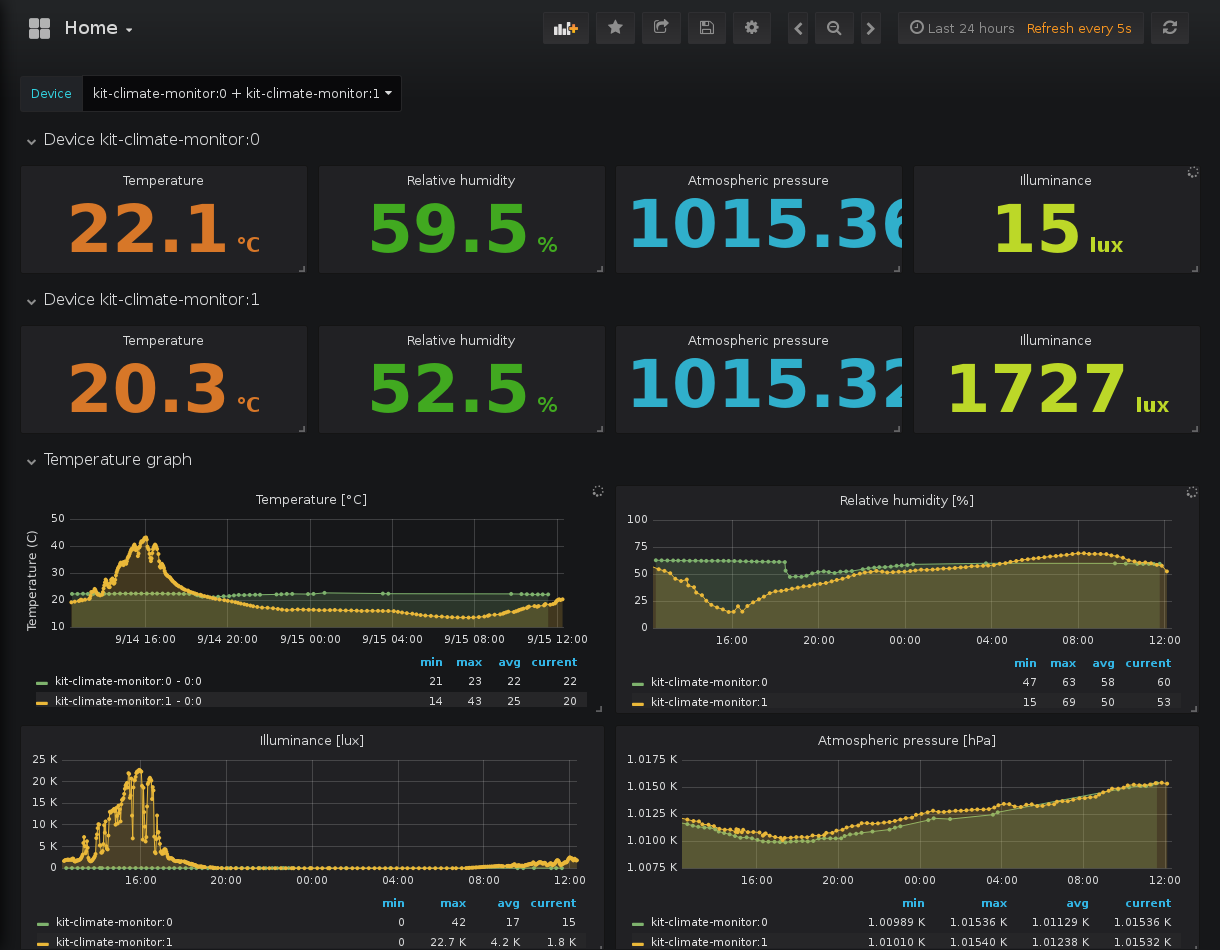 Home
Last 24 hours Refresh every 5s
Device kit-climate-monitor:0 + kit-climate-monitor:1
Device kit-climate-monitor:0
Temperature Relative humidity Atmospheric pressure Illuminance
22.1 °C 59.5 % 1015.36 15 lux
Device kit-climate-monitor:1
Temperature Relative humidity Atmospheric pressure Illuminance
20.3 °C 52.5 % 1015.32 1727 lux
Temperature graph
Temperature [°C]
Temperature (C)
50
40
30
20
10
9/14 16:00 9/14 20:00 9/15 00:00 9/15 04:00 9/15 08:00 9/15 12:00
min max avg current
kit-climate-monitor:0 - 0:0 21 23 22 22
kit-climate-monitor:1 - 0:0 14 43 25 20
Relative humidity [%]
100
75
50
25
0
16:00 20:00 00:00 04:00 08:00 12:00
min max avg current
kit-climate-monitor:0 47 63 58 60
kit-climate-monitor:1 15 69 50 53
Illuminance [lux]
25 K
20 K
15 K
10 K
5 K
0
16:00 20:00 00:00 04:00 08:00 12:00
min max avg current
kit-climate-monitor:0 0 42 17 15
kit-climate-monitor:1 0 22.7 K 4.2 K 1.8 K
Atmospheric pressure [hPa]
1.0175 K
1.0150 K
1.0125 K
1.0100 K
1.0075 K
16:00 20:00 00:00 04:00 08:00 12:00
min max avg current
kit-climate-monitor:0 1.00989 K 1.01536 K 1.01129 K 1.01536 K
kit-climate-monitor:1 1.01010 K 1.01540 K 1.01238 K 1.01532 K